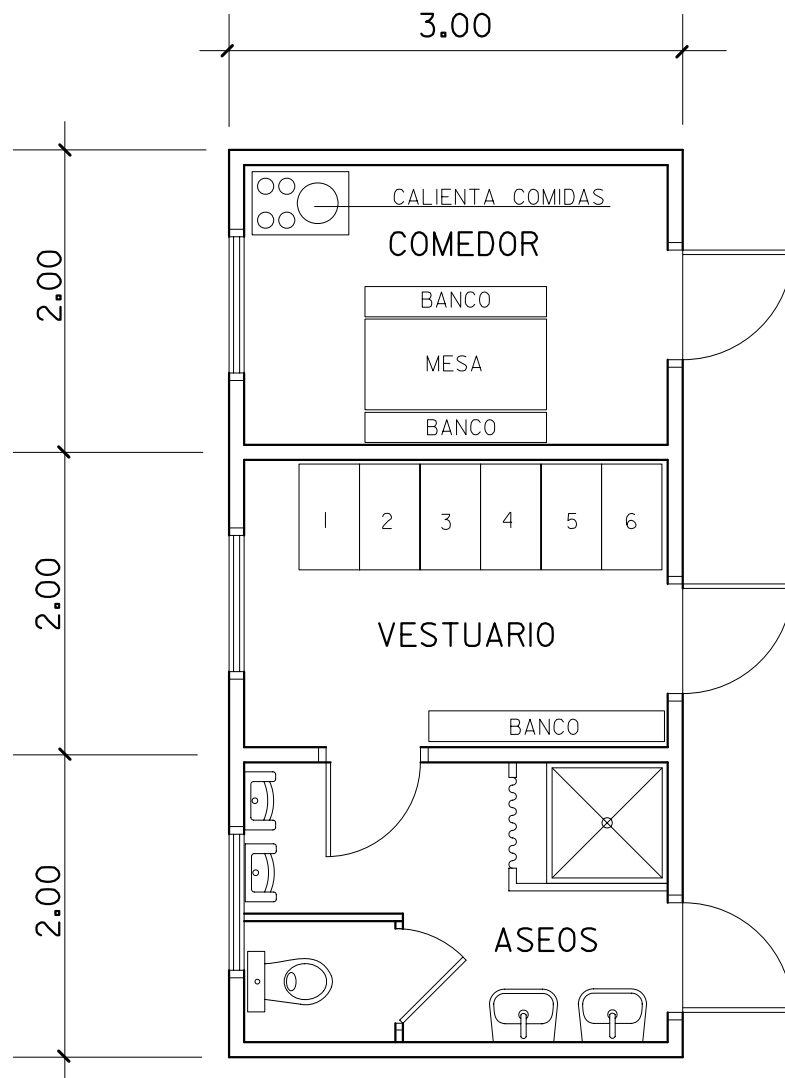 3.00
CALIENTA COMIDAS
COMEDOR
2.00
BANCO
MESA
BANCO
1 2 3 4 5 6
2.00
VESTUARIO
BANCO
2.00
ASEOS